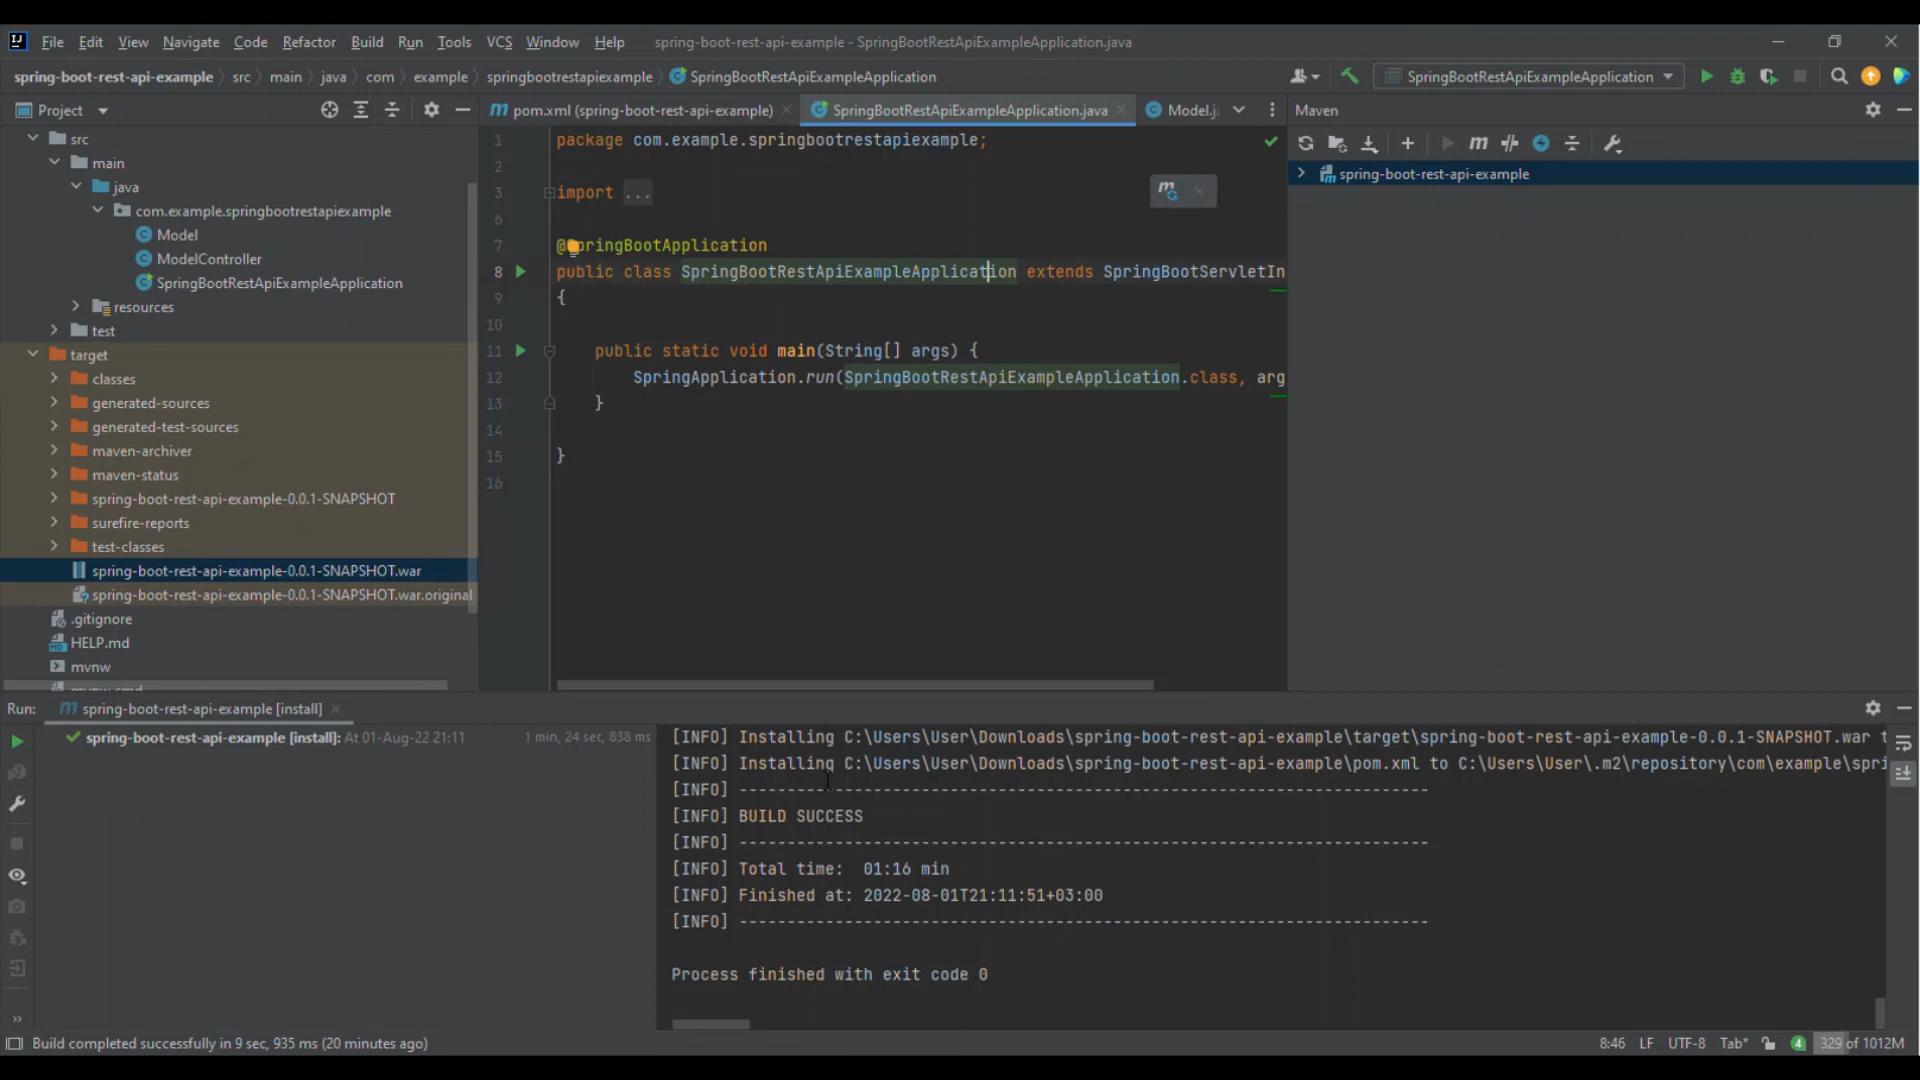 File Edit View Navigate Code Refactor Build Run Tools VCS Window Help spring-boot-rest-api-example - SpringBootRestApiExampleApplication.java
spring-boot-rest-api-example src main java com example springbootrestapiexample SpringBootRestApiExampleApplication SpringBootRestApiExampleApplication
Project
pom.xml (spring-boot-rest-api-example) SpringBootRestApiExampleApplication.java Model.j
Maven
src
main
java
com.example.springbootrestapiexample
Model
ModelController
SpringBootRestApiExampleApplication
resources
test
target
classes
generated-sources
generated-test-sources
maven-archiver
maven-status
spring-boot-rest-api-example-0.0.1-SNAPSHOT
surefire-reports
test-classes
spring-boot-rest-api-example-0.0.1-SNAPSHOT.war
spring-boot-rest-api-example-0.0.1-SNAPSHOT.war.original
.gitignore
HELP.md
mvnw
1 package com.example.springbootrestapiexample;
2
3 import ...
6
7 @SpringBootApplication
8 public class SpringBootRestApiExampleApplication extends SpringBootServletIn
9 {
10
11 public static void main(String[] args) {
12 SpringApplication.run(SpringBootRestApiExampleApplication.class, arg
13 }
14
15 }
16
spring-boot-rest-api-example
Run: spring-boot-rest-api-example [install]
spring-boot-rest-api-example [install]: At 01-Aug-22 21:11 1 min, 24 sec, 838 ms
[INFO] Installing C:\Users\User\Downloads\spring-boot-rest-api-example\target\spring-boot-rest-api-example-0.0.1-SNAPSHOT.war t
[INFO] Installing C:\Users\User\Downloads\spring-boot-rest-api-example\pom.xml to C:\Users\User\.m2\repository\com\example\spri
[INFO] ------------------------------------------------------------------------
[INFO] BUILD SUCCESS
[INFO] ------------------------------------------------------------------------
[INFO] Total time:  01:16 min
[INFO] Finished at: 2022-08-01T21:11:51+03:00
[INFO] ------------------------------------------------------------------------
Process finished with exit code 0
Build completed successfully in 9 sec, 935 ms (20 minutes ago) 8:46 LF UTF-8 Tab* 4 329 of 1012M